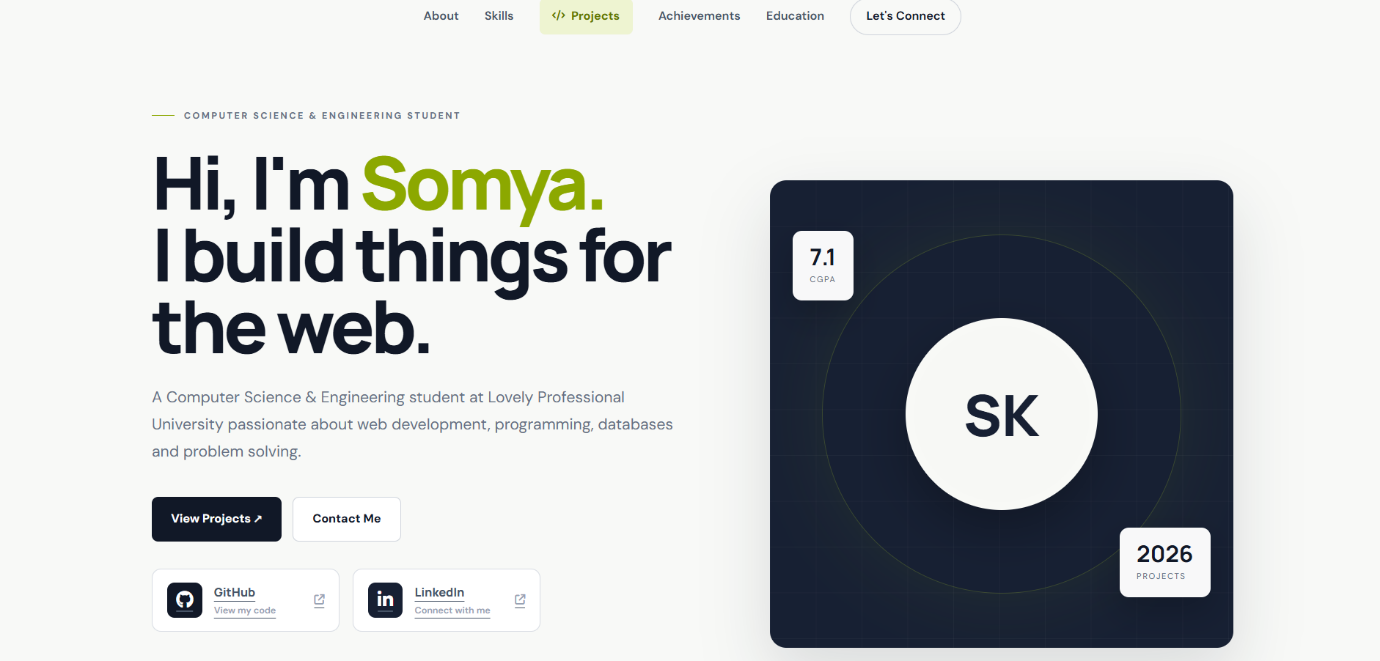 About Skills </> Projects Achievements Education Let's Connect
COMPUTER SCIENCE & ENGINEERING STUDENT
Hi, I'm Somya.
I build things for
the web.
A Computer Science & Engineering student at Lovely Professional
University passionate about web development, programming, databases
and problem solving.
View Projects ↗ Contact Me
GitHub
View my code
in
LinkedIn
Connect with me
7.1
CGPA
SK
2026
PROJECTS